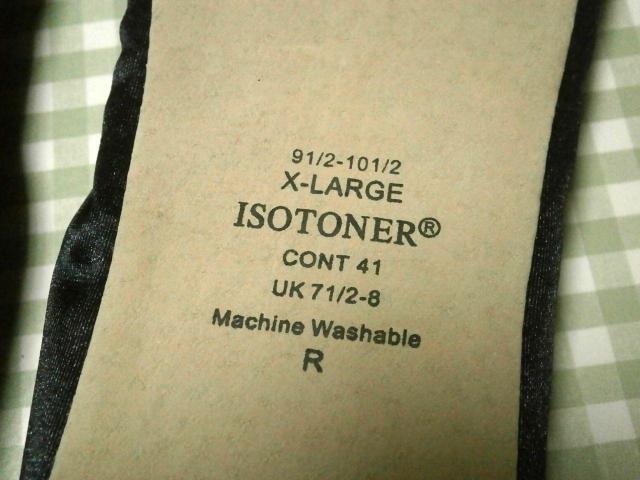 91/2-101/2
X-LARGE
ISOTONER®
CONT 41
UK 71/2-8
Machine Washable
R